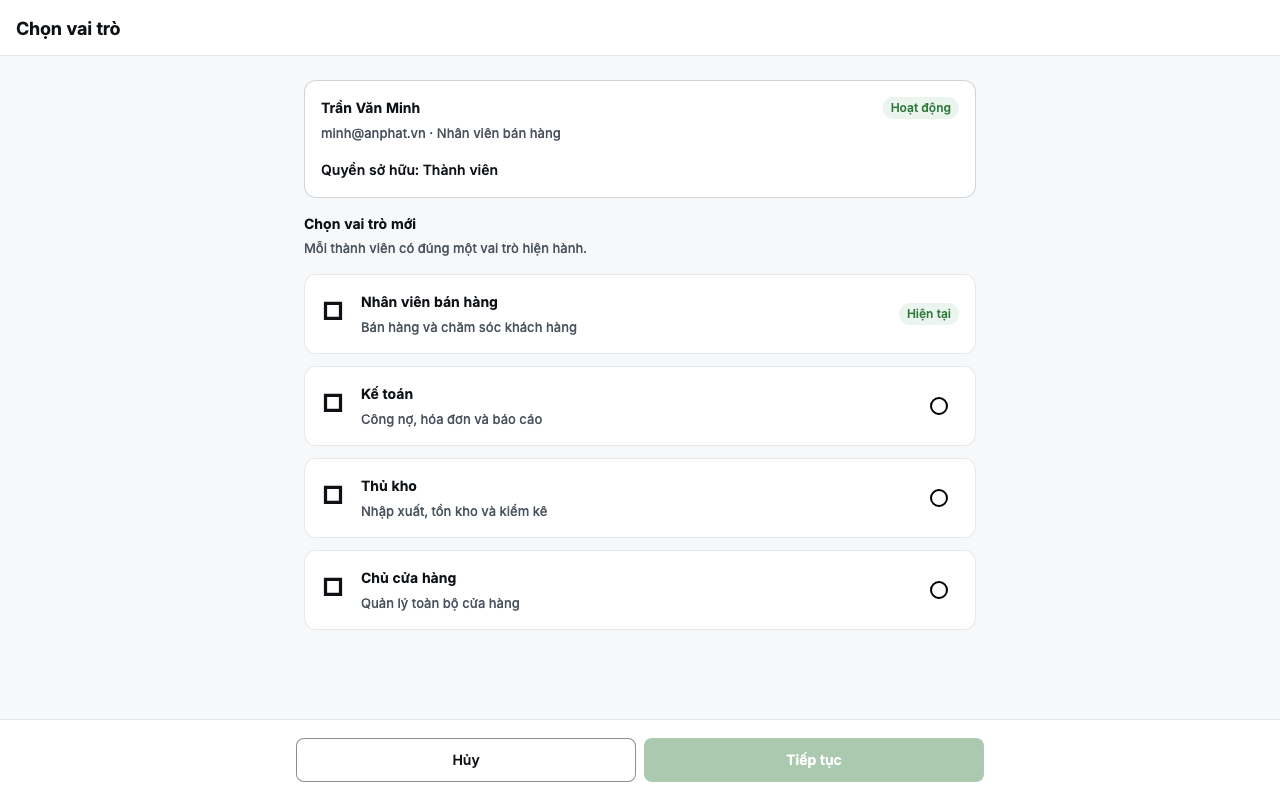 Chọn vai trò
Trần Văn Minh
Hoạt động
minh@anphat.vn · Nhân viên bán hàng
Quyền sở hữu: Thành viên
Chọn vai trò mới
Mỗi thành viên có đúng một vai trò hiện hành.
Nhân viên bán hàng
Bán hàng và chăm sóc khách hàng
Hiện tại
Kế toán
Công nợ, hóa đơn và báo cáo
Thủ kho
Nhập xuất, tồn kho và kiểm kê
Chủ cửa hàng
Quản lý toàn bộ cửa hàng
Hủy
Tiếp tục